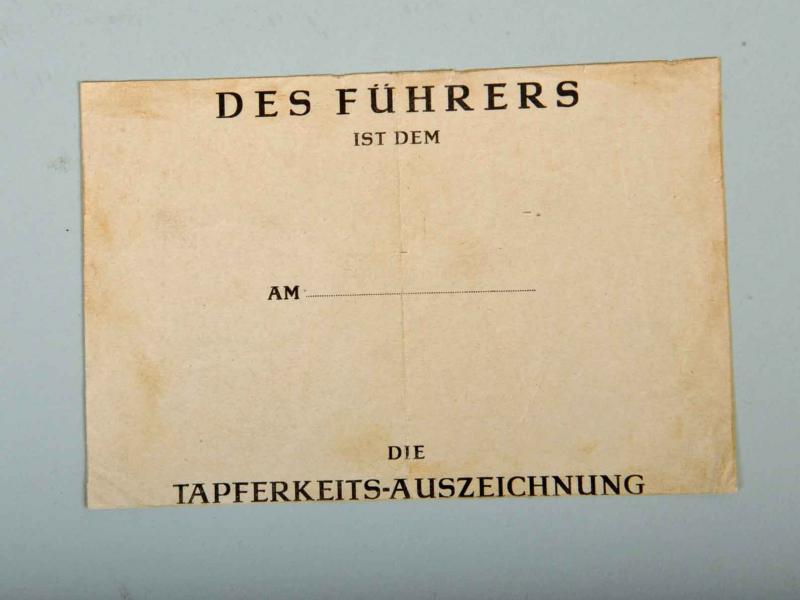 DES FÜHRERS
IST DEM
AM
DIE
TAPFERKEITS-AUSZEICHNUNG